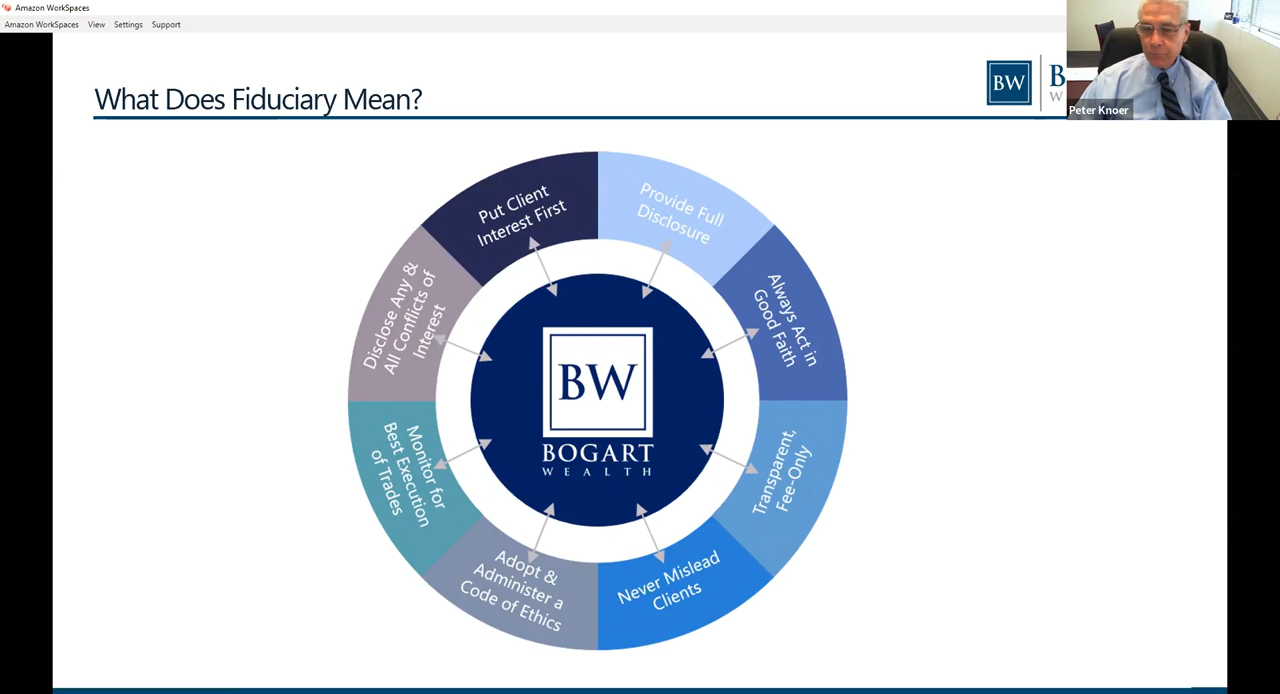 Amazon WorkSpaces
Amazon WorkSpaces View Settings Support
What Does Fiduciary Mean?
BW
B
W
Peter Knoer
Put Client
Interest First
Provide Full
Disclosure
Always Act in
Good Faith
Transparent,
Fee-Only
Never Mislead
Clients
Adopt &
Administer a
Code of Ethics
Monitor for
Best Execution
of Trades
Disclose Any &
All Conflicts of
Interest
BW
BOGART
WEALTH